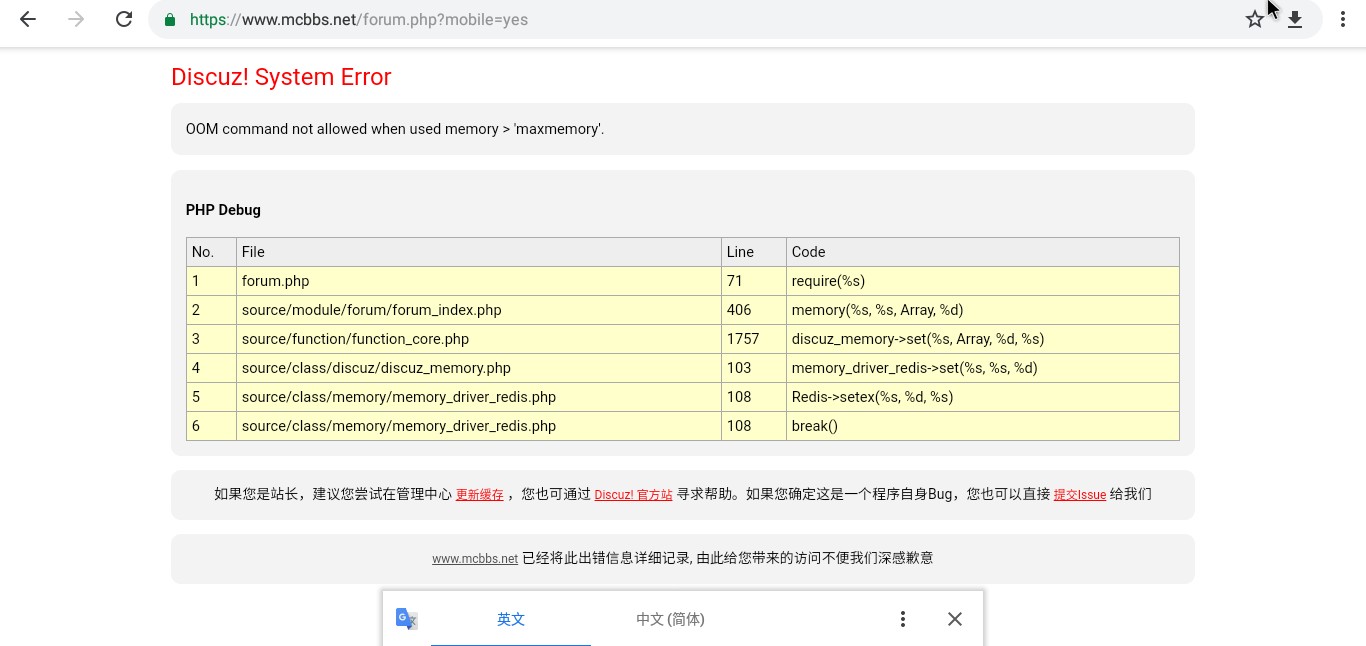 https://www.mcbbs.net/forum.php?mobile=yes
Discuz! System Error
OOM command not allowed when used memory > 'maxmemory'.
PHP Debug
No. File Line Code
1 forum.php 71 require(%s)
2 source/module/forum/forum_index.php 406 memory(%s, %s, Array, %d)
3 source/function/function_core.php 1757 discuz_memory->set(%s, Array, %d, %s)
4 source/class/discuz/discuz_memory.php 103 memory_driver_redis->set(%s, %s, %d)
5 source/class/memory/memory_driver_redis.php 108 Redis->setex(%s, %d, %s)
6 source/class/memory/memory_driver_redis.php 108 break()
如果您是站长，建议您尝试在管理中心 更新缓存 ，您也可通过 Discuz! 官方站 寻求帮助。如果您确定这是一个程序自身Bug，您也可以直接 提交Issue 给我们
www.mcbbs.net 已经将此出错信息详细记录, 由此给您带来的访问不便我们深感歉意
英文 中文 (简体)